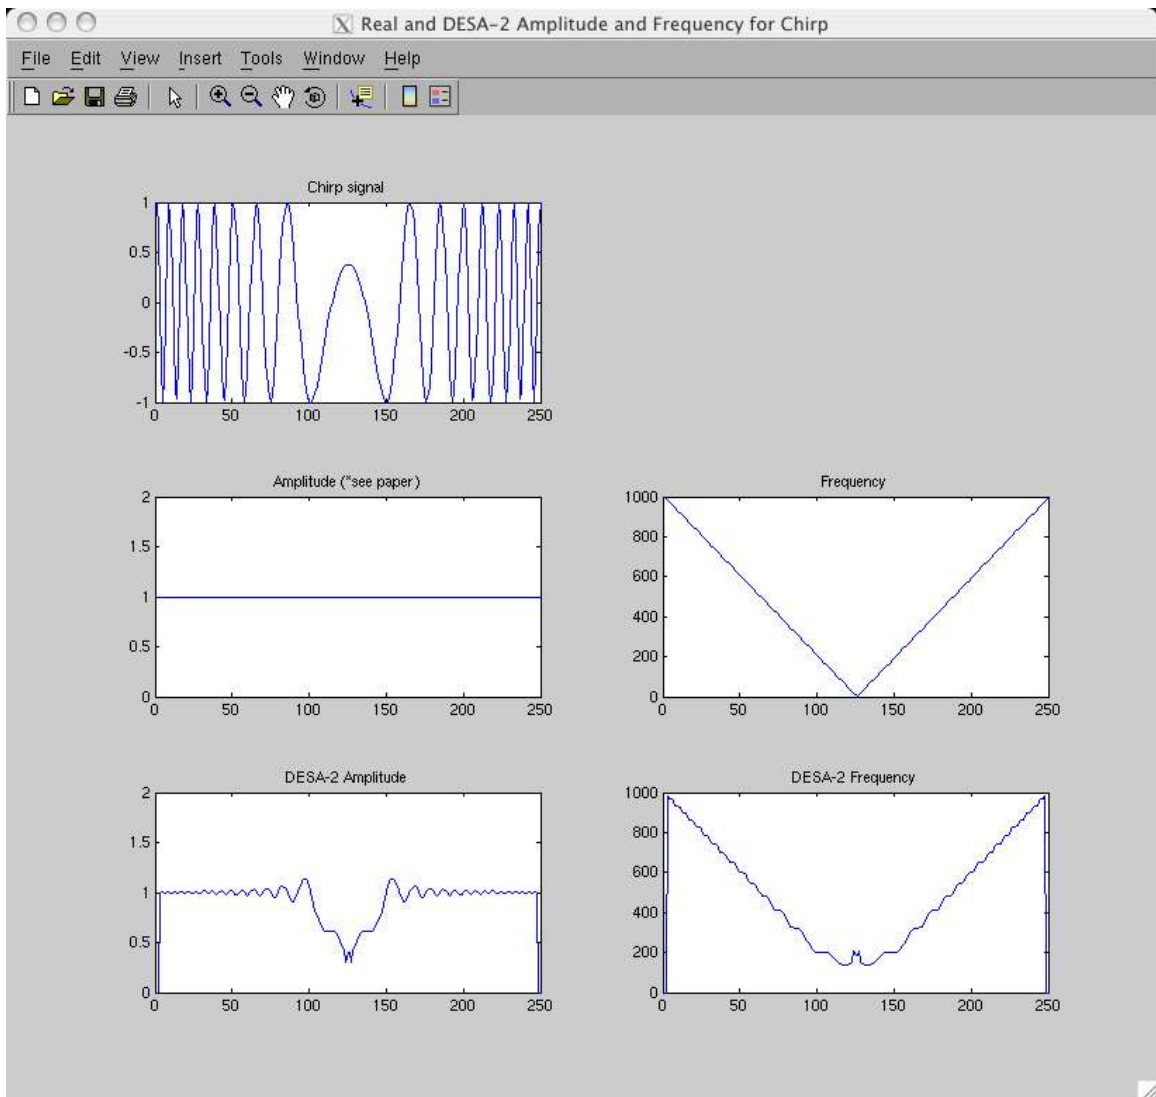 Real and DESA-2 Amplitude and Frequency for Chirp
File Edit View Insert Tools Window Help
Chirp signal
1
0.5
0
-0.5
-1
0 50 100 150 200 250
Amplitude (*see paper)
2
1.5
1
0.5
0
0 50 100 150 200 250
Frequency
1000
800
600
400
200
0
0 50 100 150 200 250
DESA-2 Amplitude
2
1.5
1
0.5
0
0 50 100 150 200 250
DESA-2 Frequency
1000
800
600
400
200
0
0 50 100 150 200 250